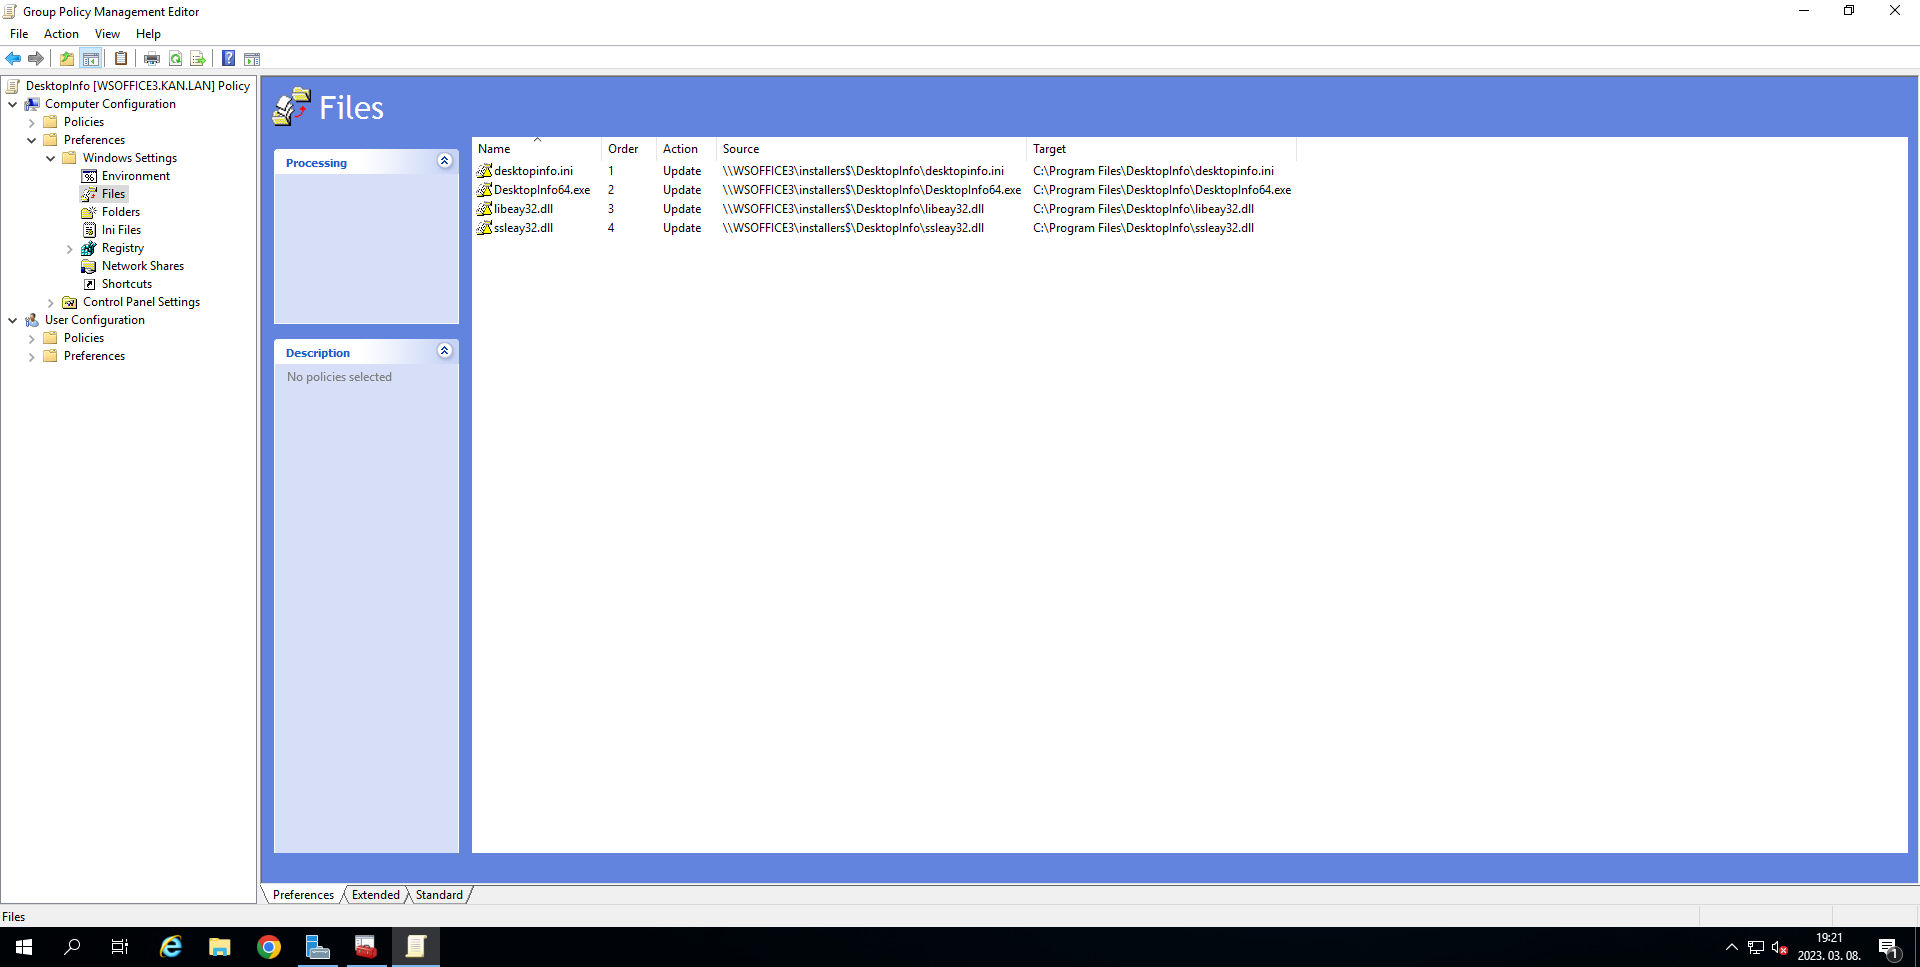 Group Policy Management Editor
File Action View Help
DesktopInfo [WSOFFICE3.KAN.LAN] Policy
Computer Configuration
Policies
Preferences
Windows Settings
Environment
Files
Folders
Ini Files
Registry
Network Shares
Shortcuts
Control Panel Settings
User Configuration
Policies
Preferences
Files
Processing
Description
No policies selected
Name Order Action Source Target
desktopinfo.ini 1 Update \\WSOFFICE3\installers$\DesktopInfo\desktopinfo.ini C:\Program Files\DesktopInfo\desktopinfo.ini
DesktopInfo64.exe 2 Update \\WSOFFICE3\installers$\DesktopInfo\DesktopInfo64.exe C:\Program Files\DesktopInfo\DesktopInfo64.exe
libeay32.dll 3 Update \\WSOFFICE3\installers$\DesktopInfo\libeay32.dll C:\Program Files\DesktopInfo\libeay32.dll
ssleay32.dll 4 Update \\WSOFFICE3\installers$\DesktopInfo\ssleay32.dll C:\Program Files\DesktopInfo\ssleay32.dll
Preferences Extended Standard
Files
19:21
2023. 03. 08.
1